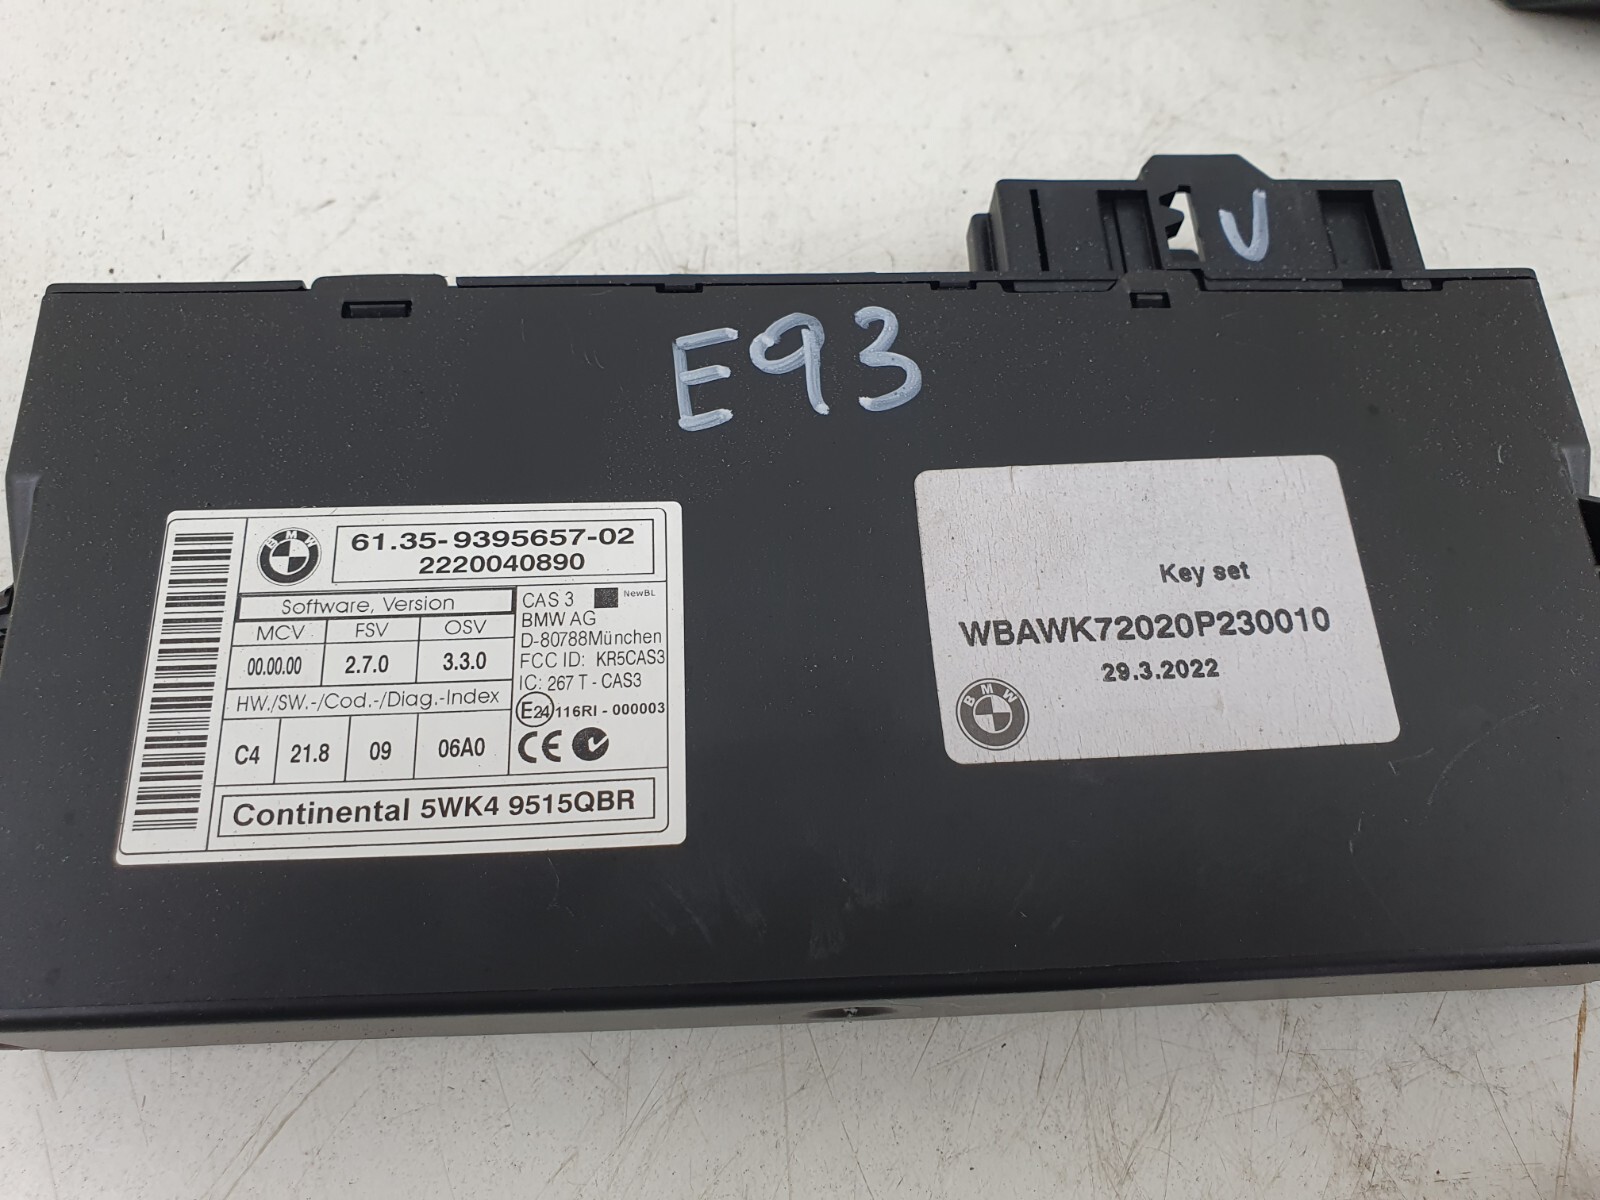 U
E93
BMW
61.35-9395657-02
2220040890
Software, Version
MCV FSV OSV
00.00.00 2.7.0 3.3.0
HW./SW.-/Cod.-/Diag.-Index
C4 21.8 09 06A0
CAS 3 NewBL
BMW AG
D-80788München
FCC ID: KR5CAS3
IC: 267 T - CAS3
E24 116RI - 000003
CE
Continental 5WK4 9515QBR
Key set
WBAWK72020P230010
29.3.2022
BMW